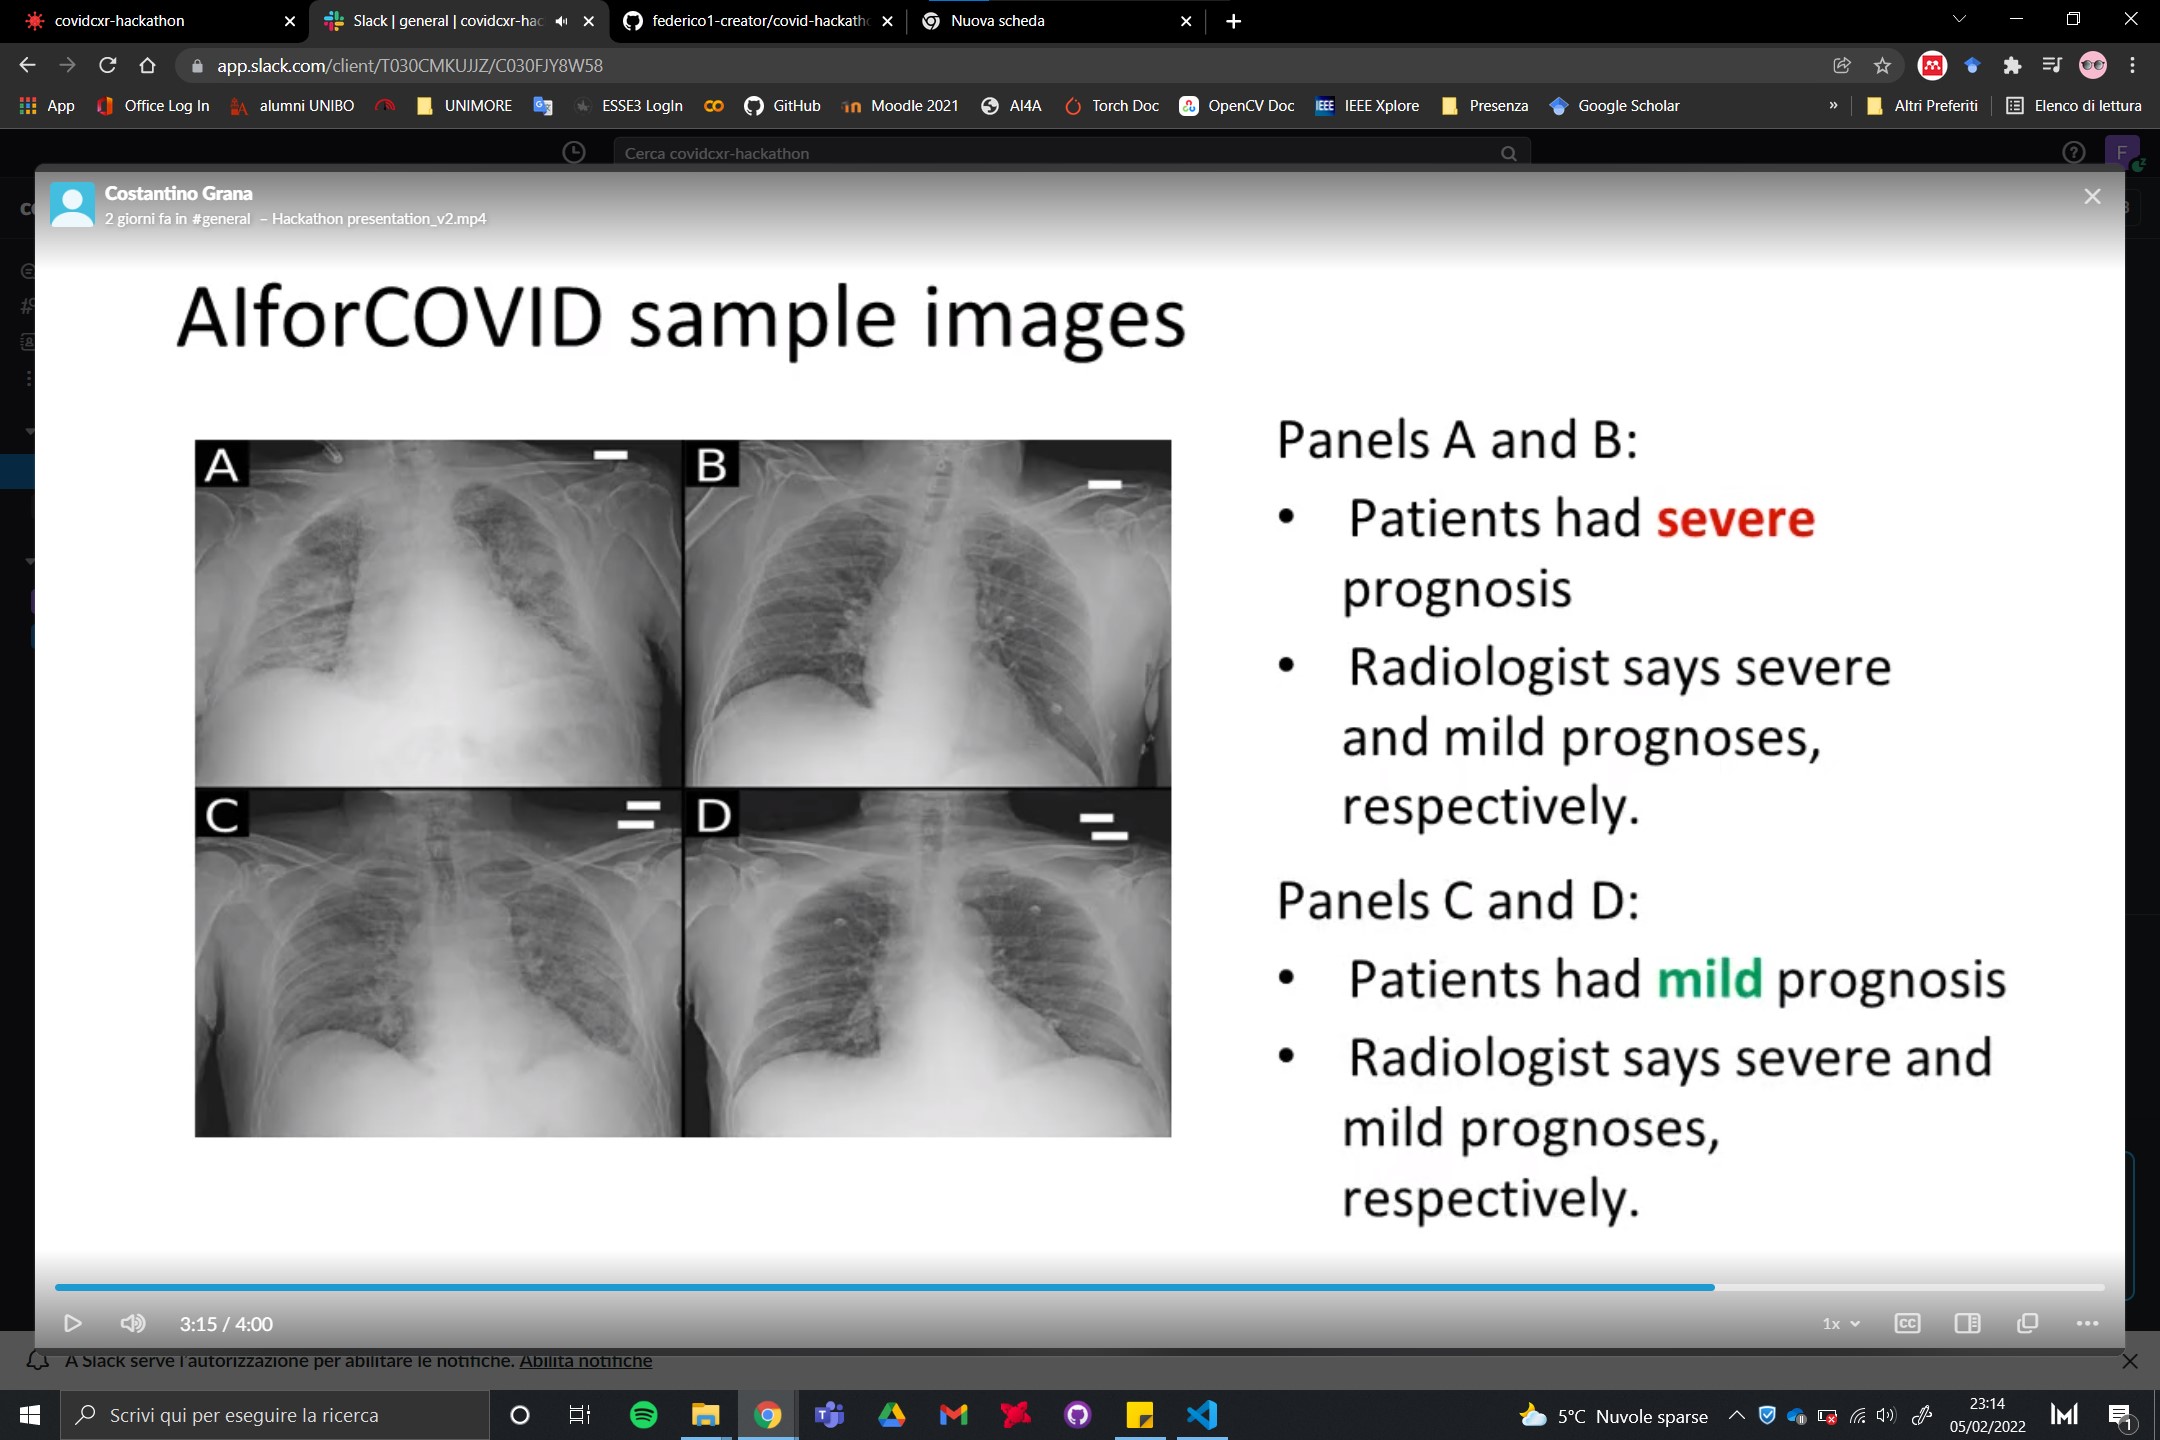 covidcxr-hackathon
Slack | general | covidcxr-hac
federico1-creator/covid-hackath
Nuova scheda
app.slack.com/client/T030CMKUJJZ/C030FJY8W58
App
Office Log In
alumni UNIBO
UNIMORE
ESSE3 LogIn
GitHub
Moodle 2021
AI4A
Torch Doc
OpenCV Doc
IEEE
IEEE Xplore
Presenza
Google Scholar
»
Altri Preferiti
Elenco di lettura
Cerca covidcxr-hackathon
F
Costantino Grana
2 giorni fa in #general – Hackathon presentation_v2.mp4
AIforCOVID sample images
A
B
C
D
Panels A and B:
• Patients had severe
prognosis
• Radiologist says severe
and mild prognoses,
respectively.
Panels C and D:
• Patients had mild prognosis
• Radiologist says severe and
mild prognoses,
respectively.
3:15 / 4:00
1x
CC
A Slack serve l'autorizzazione per abilitare le notifiche. Abilita notifiche
Scrivi qui per eseguire la ricerca
5°C Nuvole sparse
23:14
05/02/2022
1